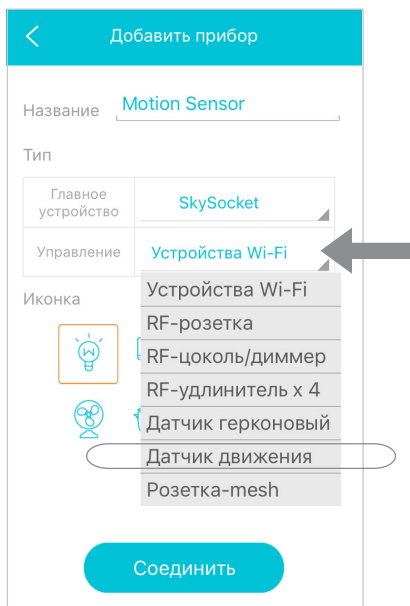 Добавить прибор
Название Motion Sensor
Тип
Главное
устройство
SkySocket
Управление Устройства Wi-Fi
Иконка
Устройства Wi-Fi
RF-розетка
RF-цоколь/диммер
RF-удлинитель x 4
Датчик герконовый
Датчик движения
Розетка-mesh
Соединить